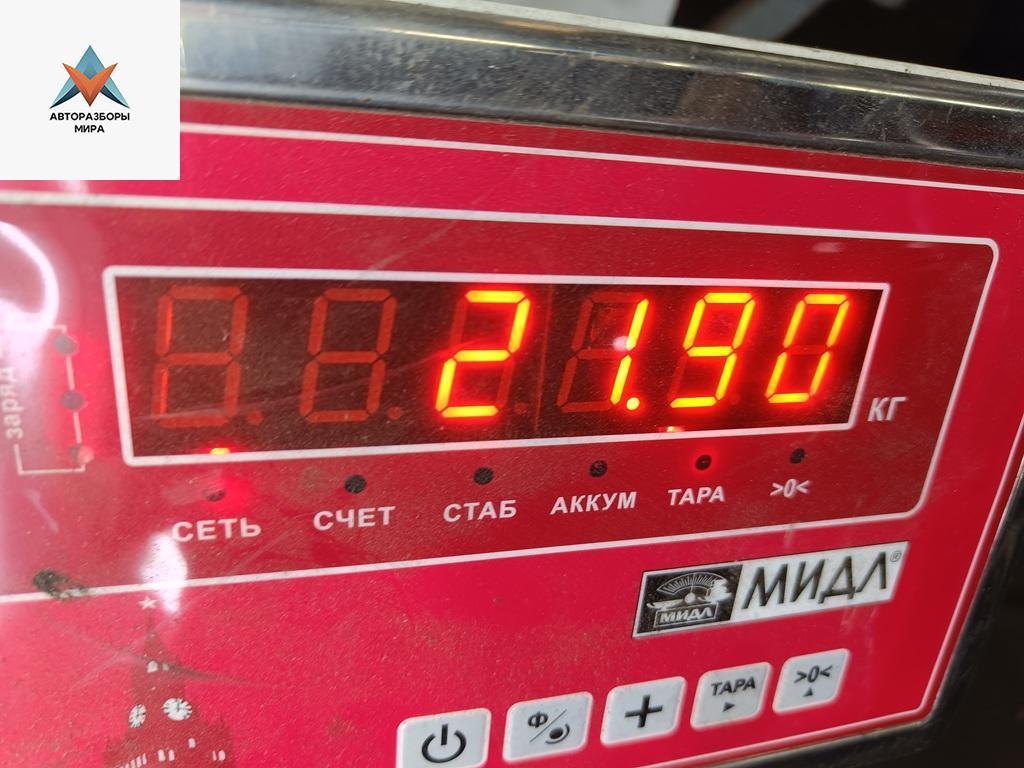 АВТОРАЗБОРЫ
МИРА
заряд
21.90
КГ
СЕТЬ СЧЕТ СТАБ АККУМ ТАРА >0<
МИДЛ МИДЛ®
Ф ТАРА >0<